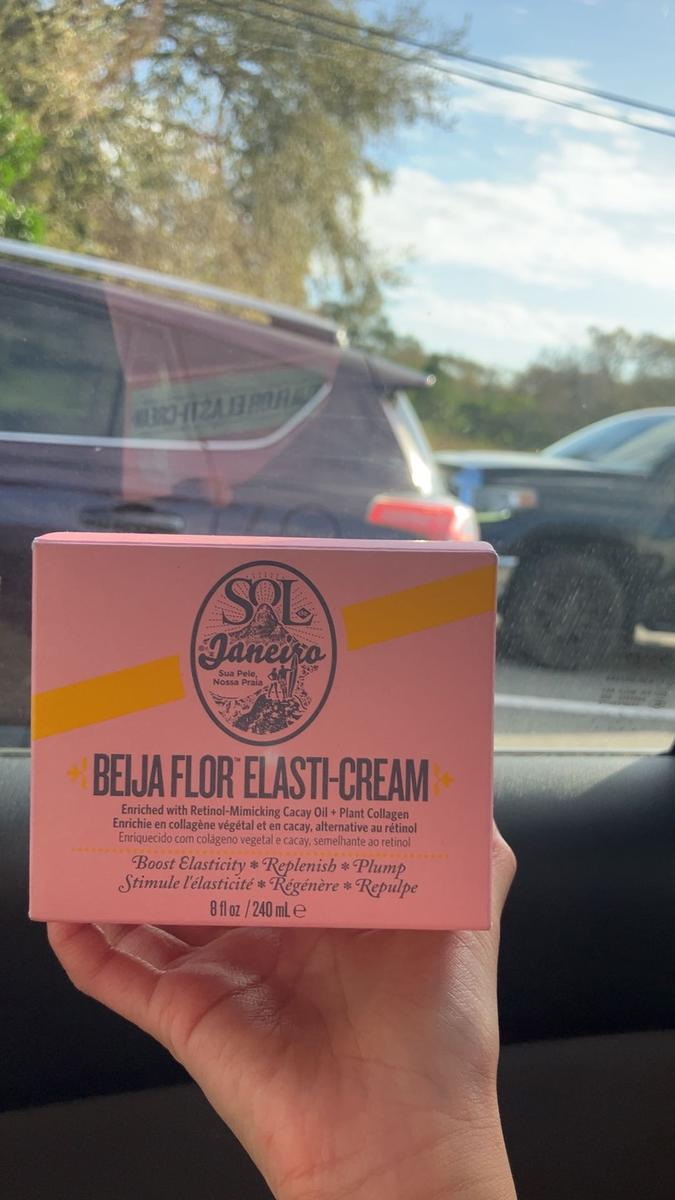 SOL
Janeiro
Sua Pele,
Nossa Praia
BEIJA FLOR™ ELASTI-CREAM
Enriched with Retinol-Mimicking Cacay Oil + Plant Collagen
Enrichie en collagène végétal et en cacay, alternative au rétinol
Enriquecido com colágeno vegetal e cacay, semelhante ao retinol
Boost Elasticity * Replenish * Plump
Stimule l'élasticité * Régénère * Repulpe
8 fl oz / 240 mL ℮